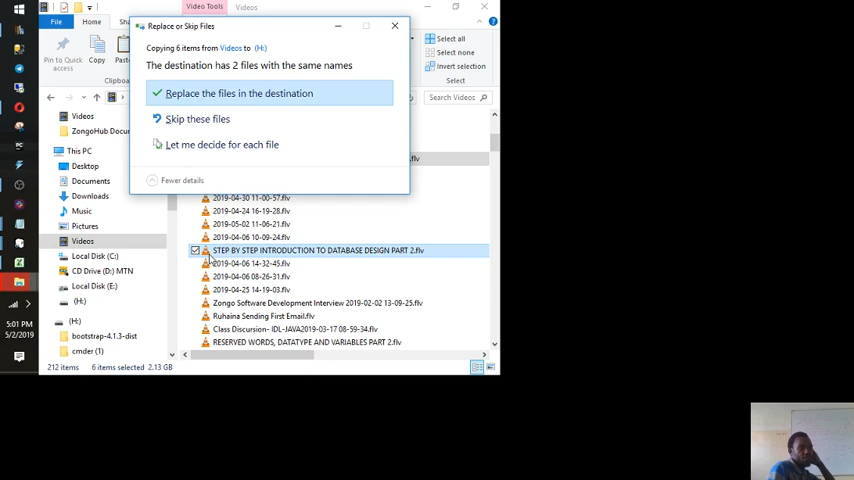 Video Tools
Videos
File
Home
Sh
Replace or Skip Files
Copying 6 items from Videos to (H:)
The destination has 2 files with the same names
Replace the files in the destination
Skip these files
Let me decide for each file
Fewer details
Pin to Quick
access
Copy
Past
Clipboa
Select all
Select none
Invert selection
Select
Search Videos
Videos
ZongoHub Docu
This PC
Desktop
Documents
Downloads
Music
Pictures
Videos
Local Disk (C:)
CD Drive (D:) MTN
Local Disk (E:)
(H:)
(H:)
bootstrap-4.1.3-dist
cmder (1)
.flv
2019-04-30 11-00-57.flv
2019-04-24 16-19-28.flv
2019-05-02 11-06-21.flv
2019-04-06 10-09-24.flv
STEP BY STEP INTRODUCTION TO DATABASE DESIGN PART 2.flv
2019-04-06 14-32-45.flv
2019-04-06 08-26-31.flv
2019-04-25 14-19-03.flv
Zongo Software Development Interview 2019-02-02 13-09-25.flv
Ruhaina Sending First Email.flv
Class Discursion- IDL-JAVA2019-03-17 08-59-34.flv
RESERVED WORDS, DATATYPE AND VARIABLES PART 2.flv
212 items
6 items selected 2.13 GB
5:01 PM
5/2/2019